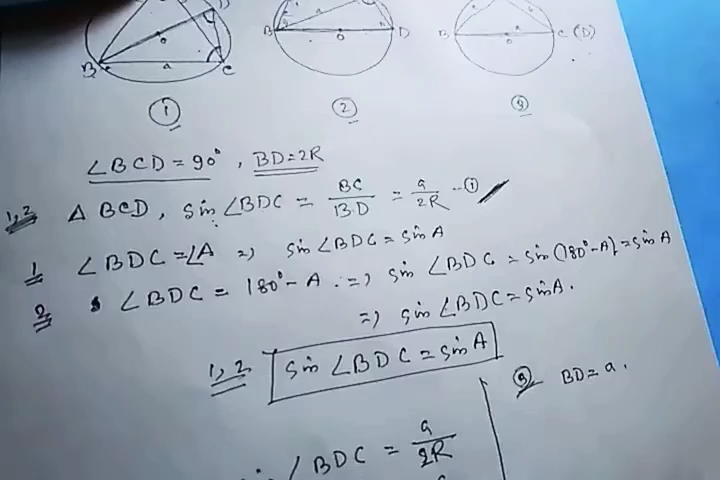 B a C D O
B O D a
B O C (D) a
① ② ③
∠BCD = 90°, BD = 2R
1,2 Δ BCD, sin ∠BDC = BC/BD = a/2R --①
1 ∠BDC = ∠A => sin ∠BDC = sin A
2 ∠BDC = 180° - A. => sin ∠BDC = sin(180° - A) = sin A
=> sin ∠BDC = sin A.
1,2 sin ∠BDC = sin A
③ BD = a.
∠BDC = a/2R